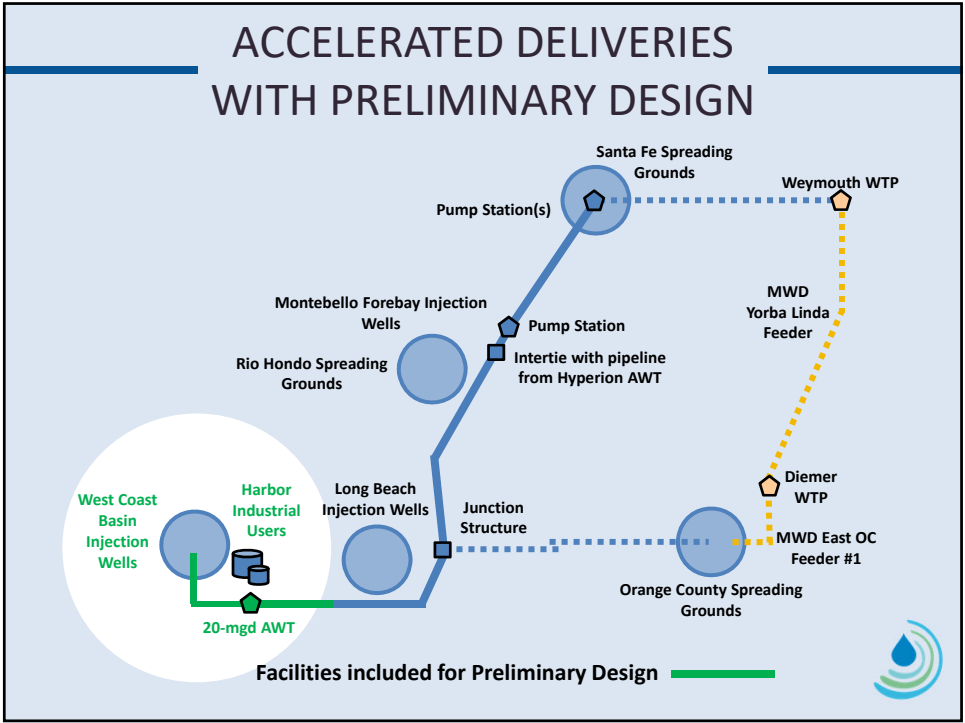 ACCELERATED DELIVERIES
WITH PRELIMINARY DESIGN
Santa Fe Spreading
Grounds
Weymouth WTP
Pump Station(s)
Montebello Forebay Injection
Wells
Pump Station
MWD
Yorba Linda
Feeder
Rio Hondo Spreading
Grounds
Intertie with pipeline
from Hyperion AWT
West Coast
Basin
Injection
Wells
Harbor
Industrial
Users
Long Beach
Injection Wells
Junction
Structure
Diemer
WTP
MWD East OC
Feeder #1
Orange County Spreading
Grounds
20-mgd AWT
Facilities included for Preliminary Design